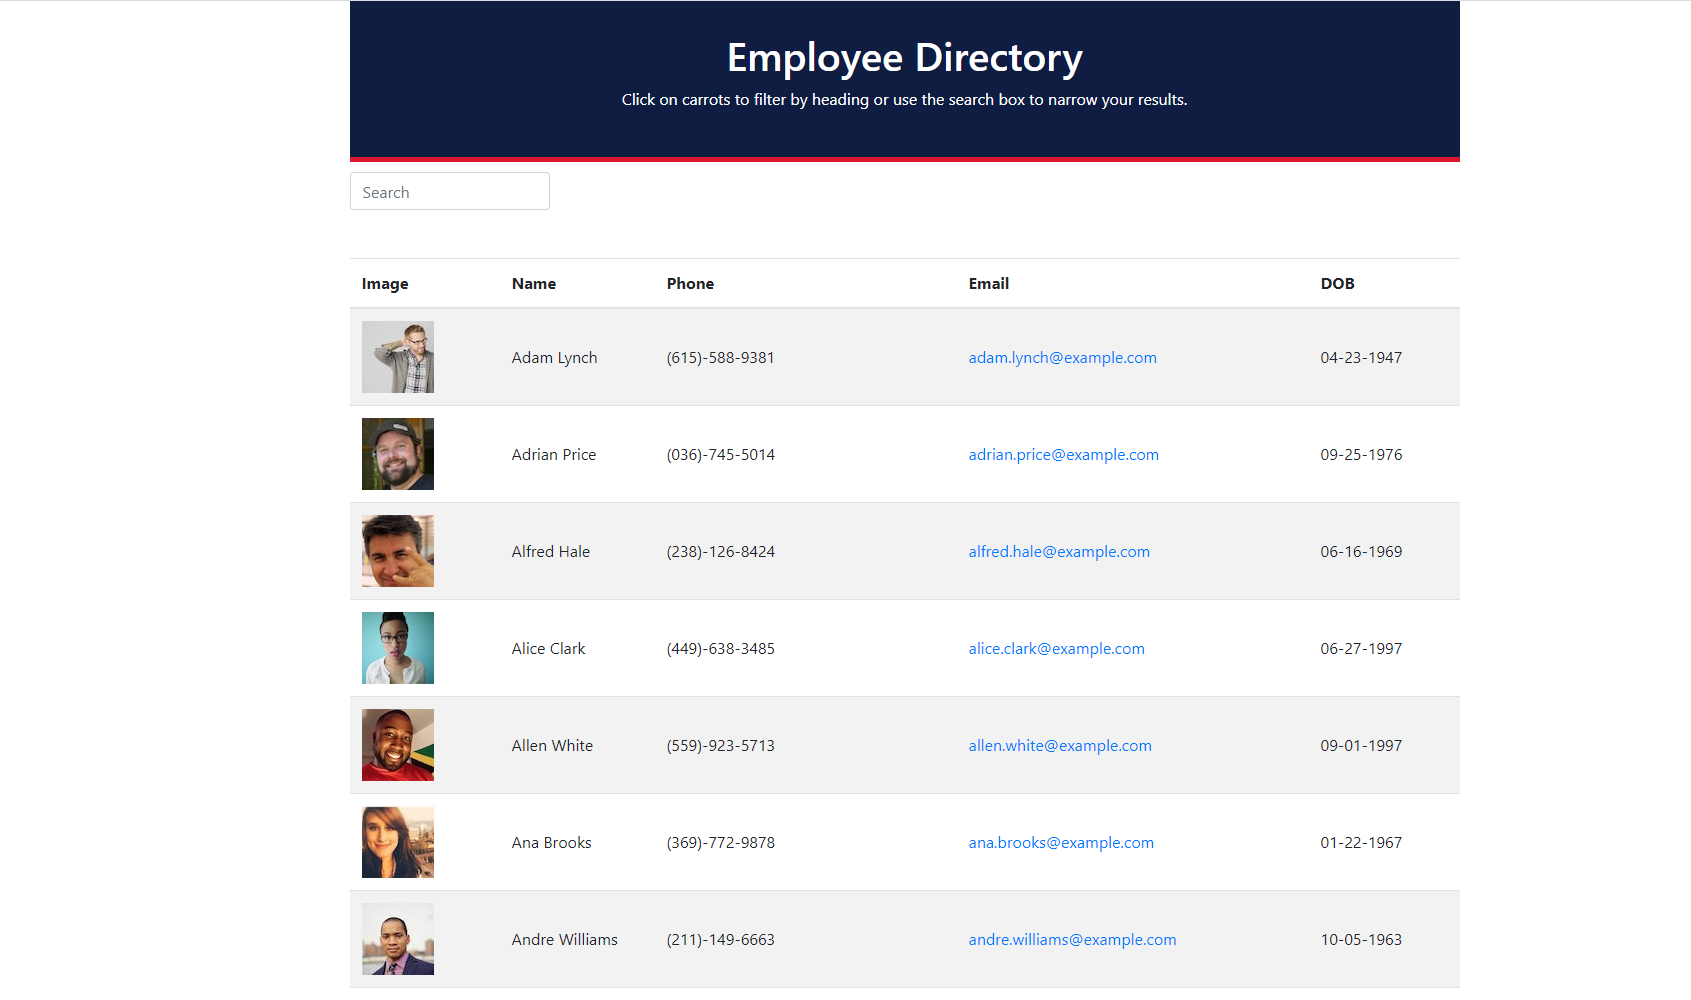 Employee Directory
Click on carrots to filter by heading or use the search box to narrow your results.
Search
Image Name Phone Email DOB
Adam Lynch (615)-588-9381 adam.lynch@example.com 04-23-1947
Adrian Price (036)-745-5014 adrian.price@example.com 09-25-1976
Alfred Hale (238)-126-8424 alfred.hale@example.com 06-16-1969
Alice Clark (449)-638-3485 alice.clark@example.com 06-27-1997
Allen White (559)-923-5713 allen.white@example.com 09-01-1997
Ana Brooks (369)-772-9878 ana.brooks@example.com 01-22-1967
Andre Williams (211)-149-6663 andre.williams@example.com 10-05-1963